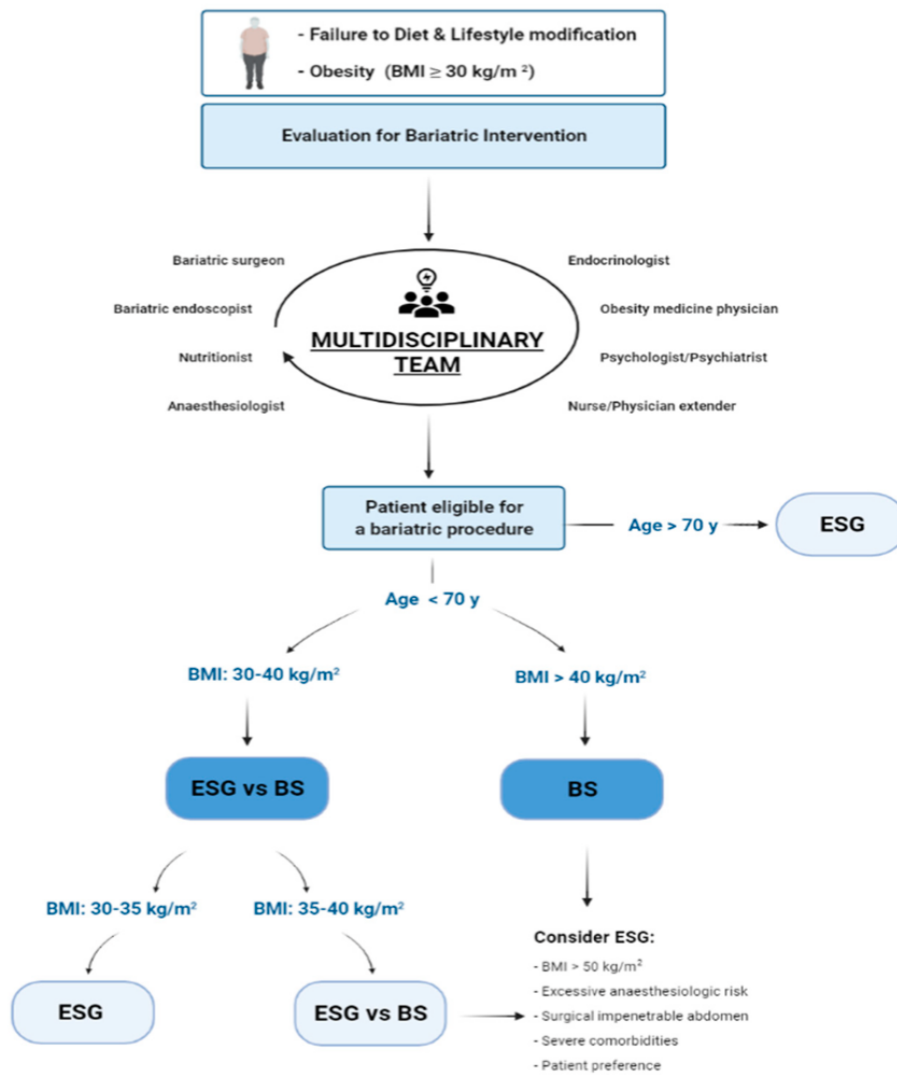 - Failure to Diet & Lifestyle modification
- Obesity (BMI ≥ 30 kg/m ²)
Evaluation for Bariatric Intervention
Bariatric surgeon
Endocrinologist
Bariatric endoscopist
Obesity medicine physician
MULTIDISCIPLINARY
TEAM
Nutritionist
Psychologist/Psychiatrist
Anaesthesiologist
Nurse/Physician extender
Patient eligible for
a bariatric procedure
Age > 70 y
ESG
Age < 70 y
BMI: 30-40 kg/m²
BMI > 40 kg/m²
ESG vs BS
BS
BMI: 30-35 kg/m²
BMI: 35-40 kg/m²
ESG
ESG vs BS
Consider ESG:
- BMI > 50 kg/m²
- Excessive anaesthesiologic risk
- Surgical impenetrable abdomen
- Severe comorbidities
- Patient preference